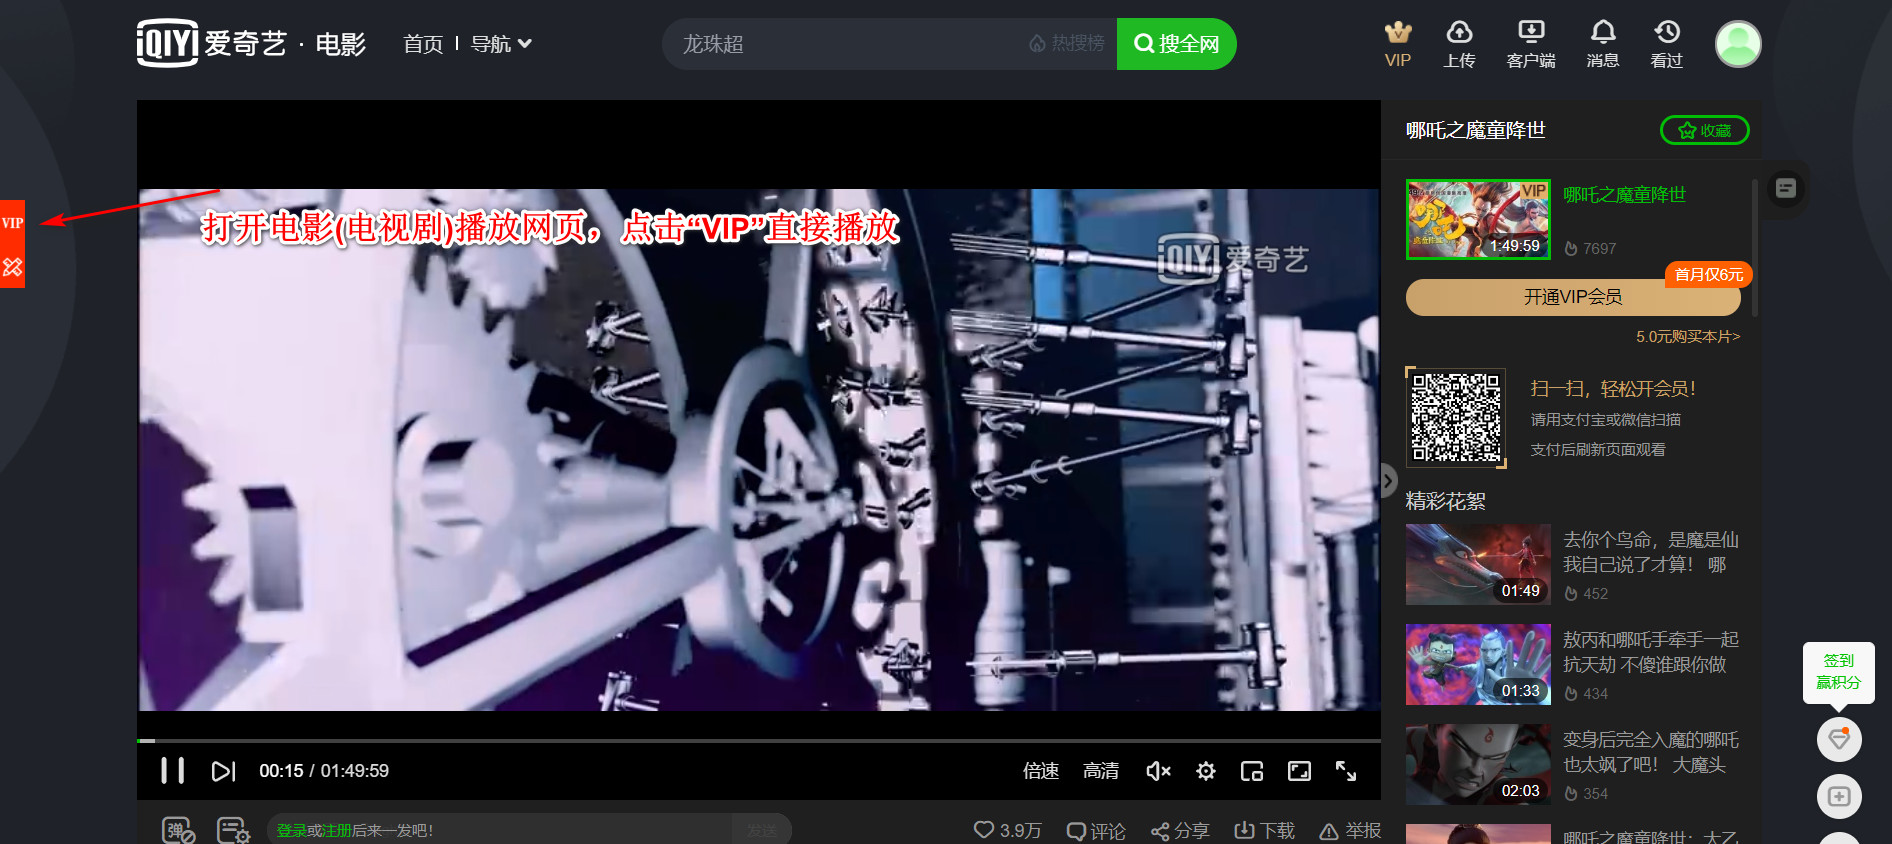 iQIYI 爱奇艺 · 电影
首页
导航
龙珠超
热搜榜
搜全网
VIP
上传
客户端
消息
看过
VIP
打开电影(电视剧)播放网页，点击“VIP”直接播放
iQIYI 爱奇艺
00:15 / 01:49:59
倍速
高清
弹
登录或注册后来一发吧!
发送
3.9万
评论
分享
下载
举报
哪吒之魔童降世
收藏
VIP
1:49:59
哪吒之魔童降世
7697
首月仅6元
开通VIP会员
5.0元购买本片>
扫一扫，轻松开会员!
请用支付宝或微信扫描
支付后刷新页面观看
精彩花絮
01:49
去你个鸟命，是魔是仙
我自己说了才算！ 哪
452
01:33
敖丙和哪吒手牵手一起
抗天劫 不傻谁跟你做
434
02:03
变身后完全入魔的哪吒
也太飒了吧！ 大魔头
354
哪吒之魔童降世：太乙
签到
赢积分